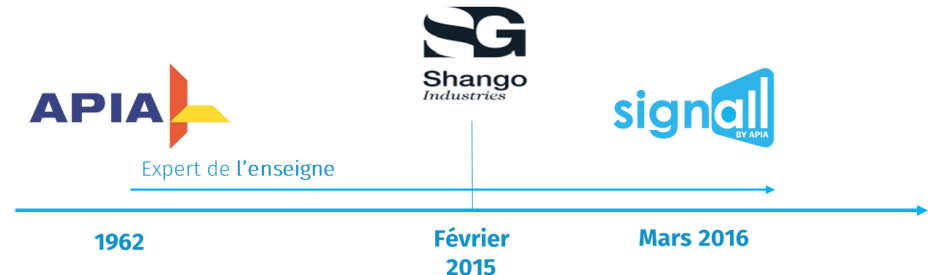 SG
Shango
Industries
APIA
signall
BY APIA
Expert de l'enseigne
1962
Février
2015
Mars 2016